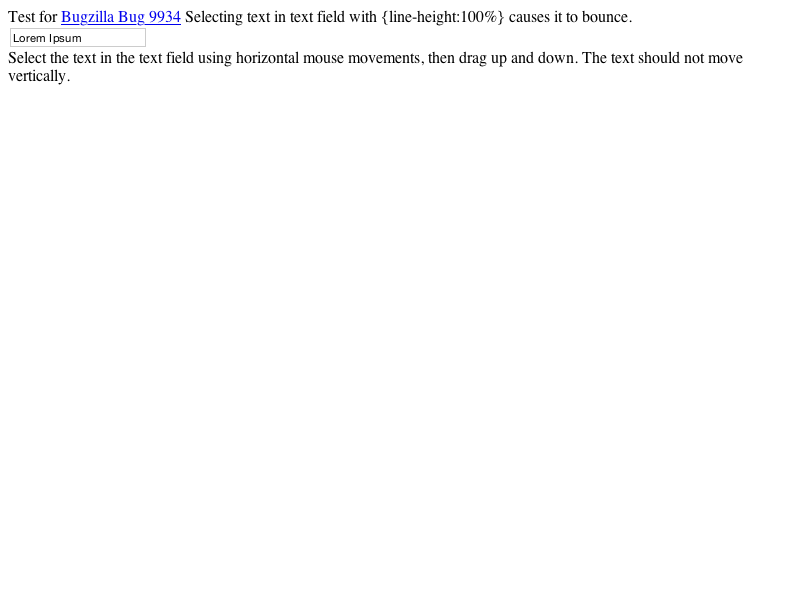 Test for Bugzilla Bug 9934 Selecting text in text field with {line-height:100%} causes it to bounce.
Lorem Ipsum
Select the text in the text field using horizontal mouse movements, then drag up and down. The text should not move
vertically.